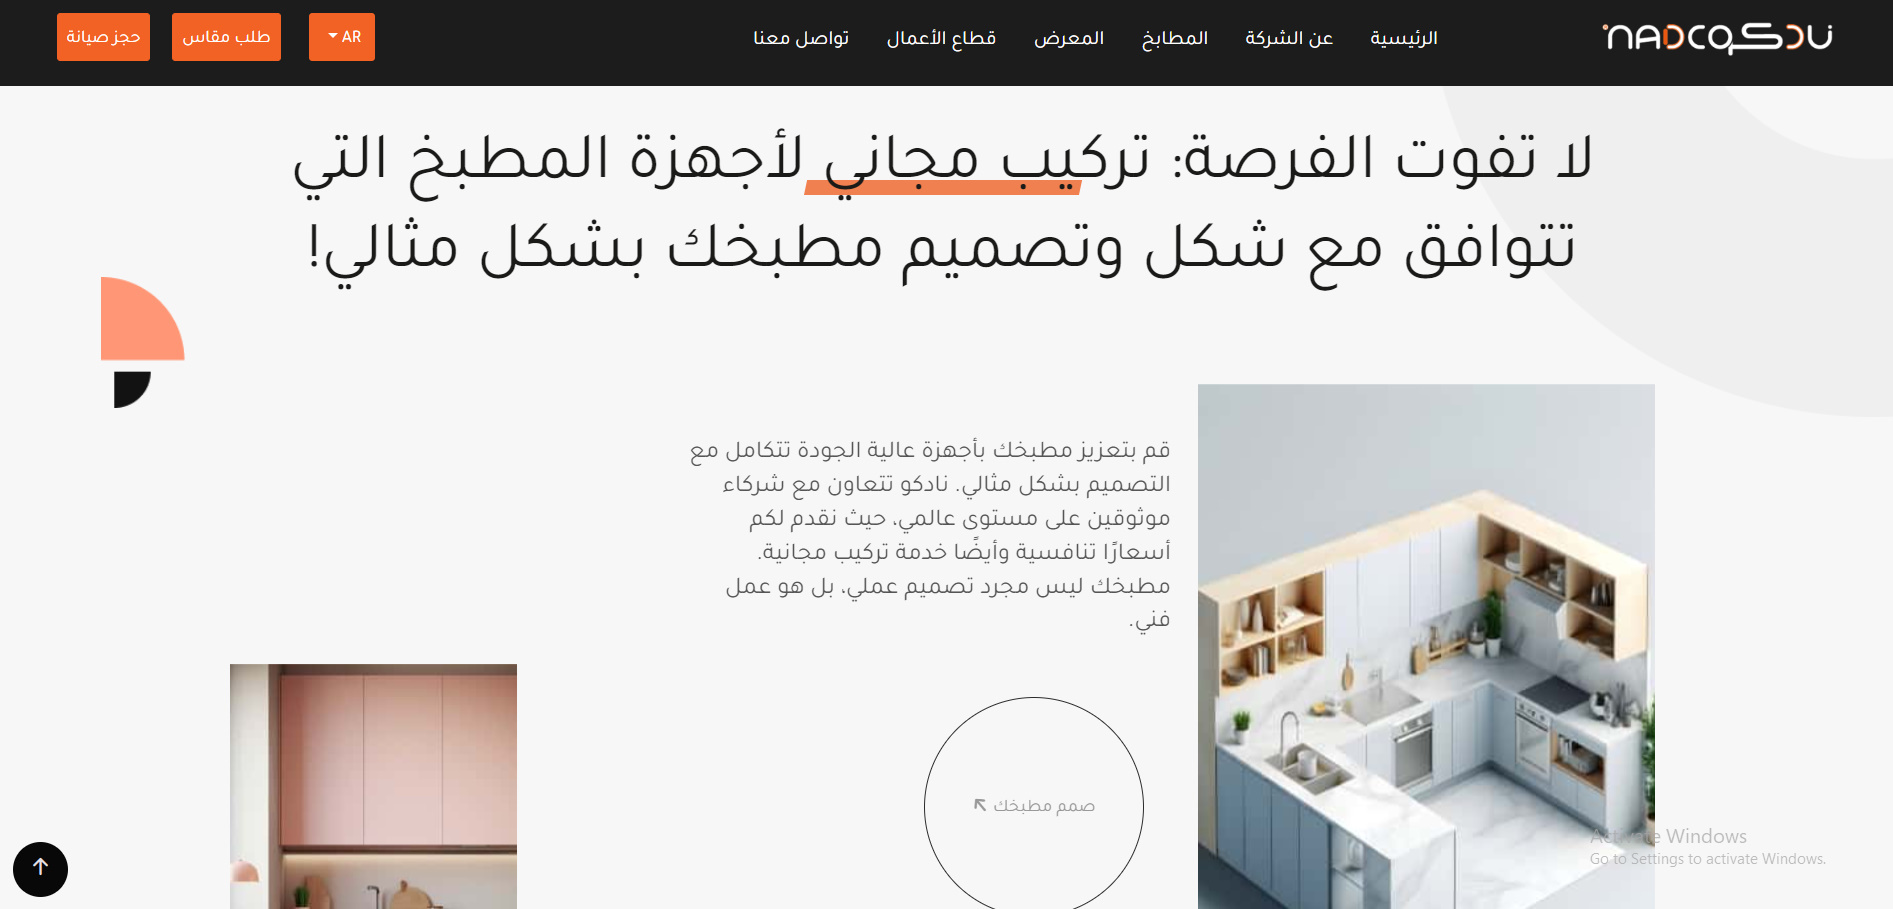 نادكو NADCO
الرئيسية
عن الشركة
المطابخ
المعرض
قطاع الأعمال
تواصل معنا
AR
طلب مقاس
حجز صيانة
لا تفوت الفرصة: تركيب مجاني لأجهزة المطبخ التي
تتوافق مع شكل وتصميم مطبخك بشكل مثالي!
قم بتعزيز مطبخك بأجهزة عالية الجودة تتكامل مع
التصميم بشكل مثالي. نادكو تتعاون مع شركاء
موثوقين على مستوى عالمي، حيث نقدم لكم
أسعارًا تنافسية وأيضًا خدمة تركيب مجانية.
مطبخك ليس مجرد تصميم عملي، بل هو عمل
فني.
صمم مطبخك
Activate Windows
Go to Settings to activate Windows.